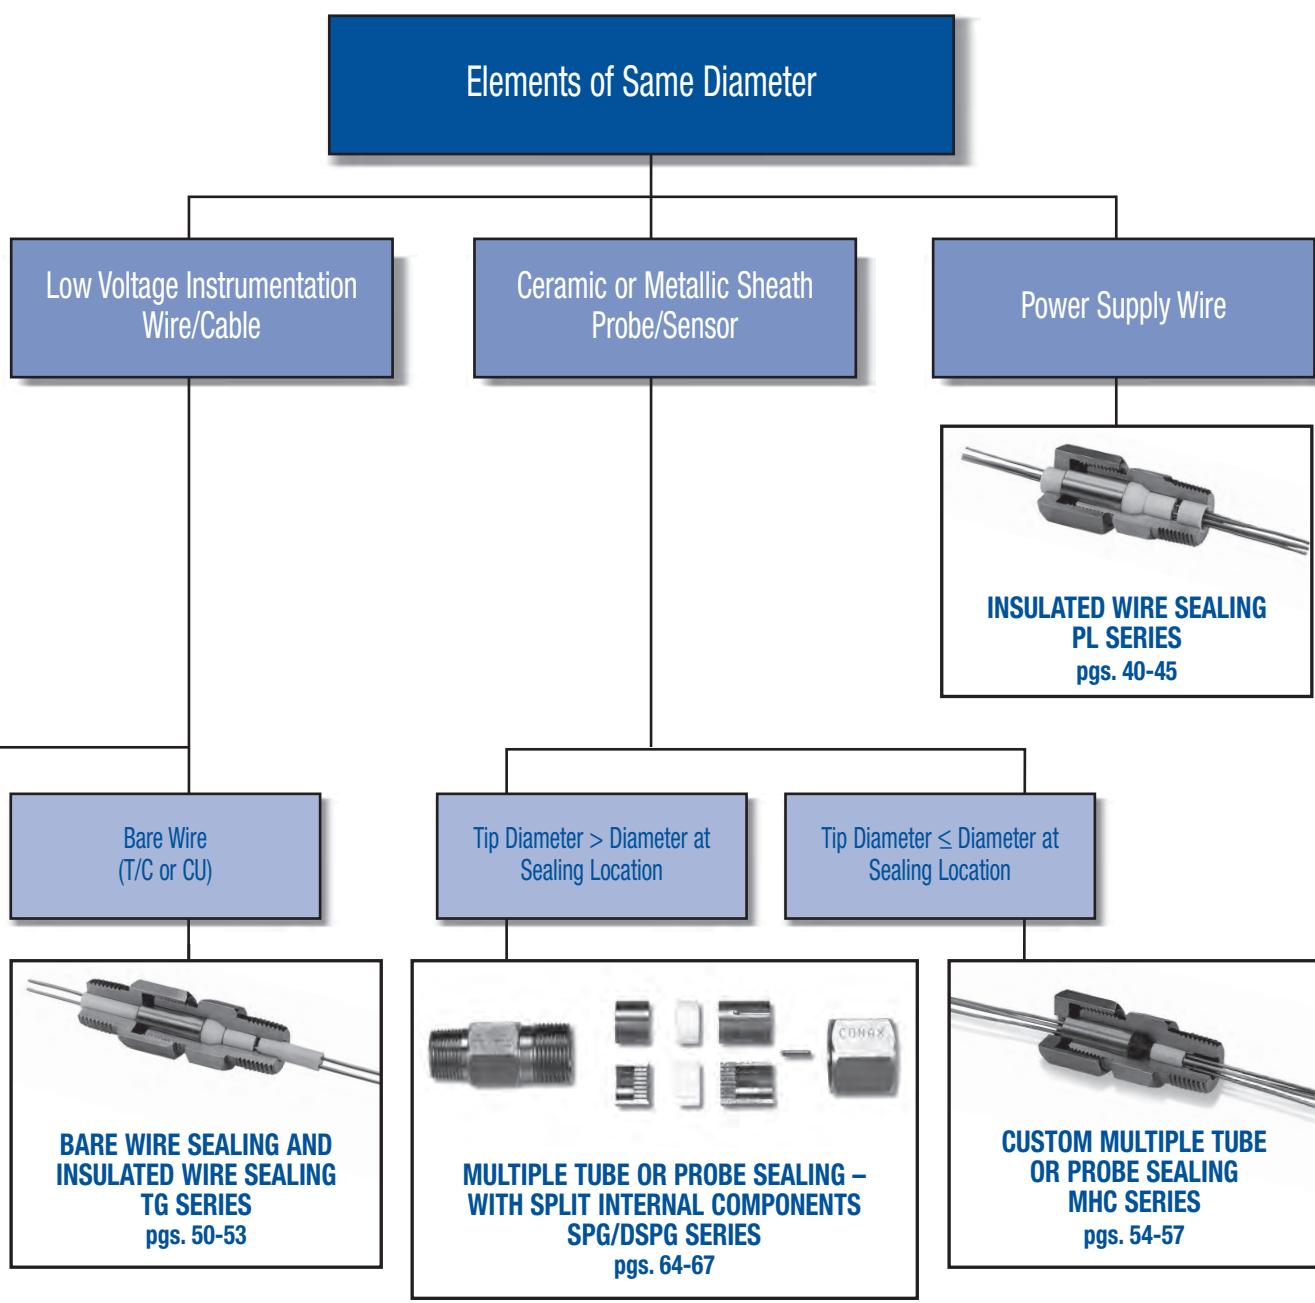 Elements of Same Diameter
Low Voltage Instrumentation
Wire/Cable
Ceramic or Metallic Sheath
Probe/Sensor
Power Supply Wire
INSULATED WIRE SEALING
PL SERIES
pgs. 40-45
Bare Wire
(T/C or CU)
Tip Diameter > Diameter at
Sealing Location
Tip Diameter ≤ Diameter at
Sealing Location
BARE WIRE SEALING AND
INSULATED WIRE SEALING
TG SERIES
pgs. 50-53
CONAX
MULTIPLE TUBE OR PROBE SEALING –
WITH SPLIT INTERNAL COMPONENTS
SPG/DSPG SERIES
pgs. 64-67
CUSTOM MULTIPLE TUBE
OR PROBE SEALING
MHC SERIES
pgs. 54-57